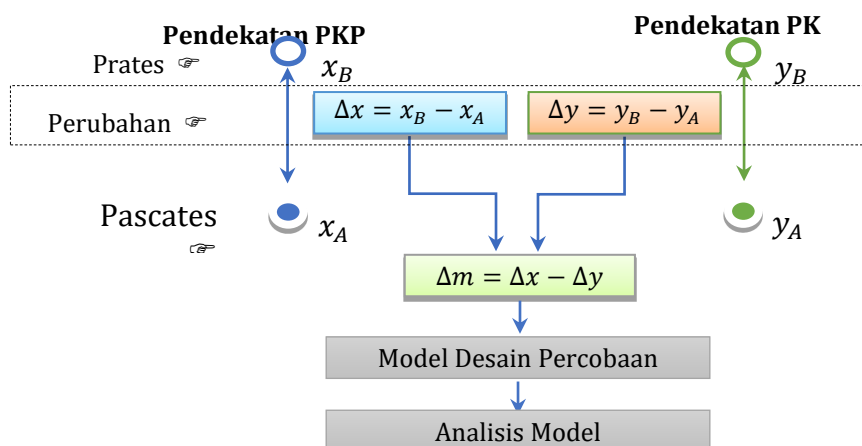 Pendekatan PKP
Pendekatan PK
Prates ☞
x_B
y_B
Perubahan ☞
Δx = x_B − x_A
Δy = y_B − y_A
Pascates
☞
x_A
y_A
Δm = Δx − Δy
Model Desain Percobaan
Analisis Model